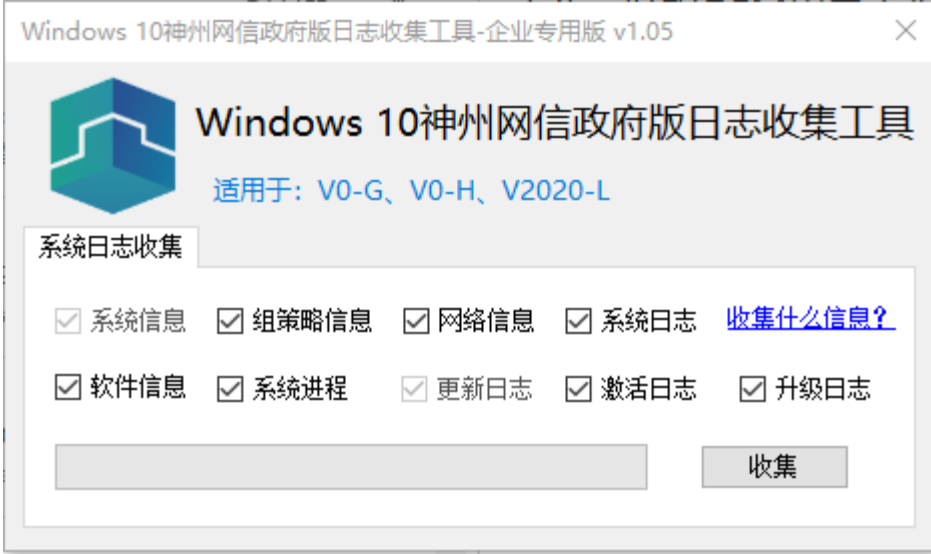 Windows 10神州网信政府版日志收集工具-企业专用版 v1.05
Windows 10神州网信政府版日志收集工具
适用于：V0-G、V0-H、V2020-L
系统日志收集
系统信息 组策略信息 网络信息 系统日志 收集什么信息？
软件信息 系统进程 更新日志 激活日志 升级日志
收集